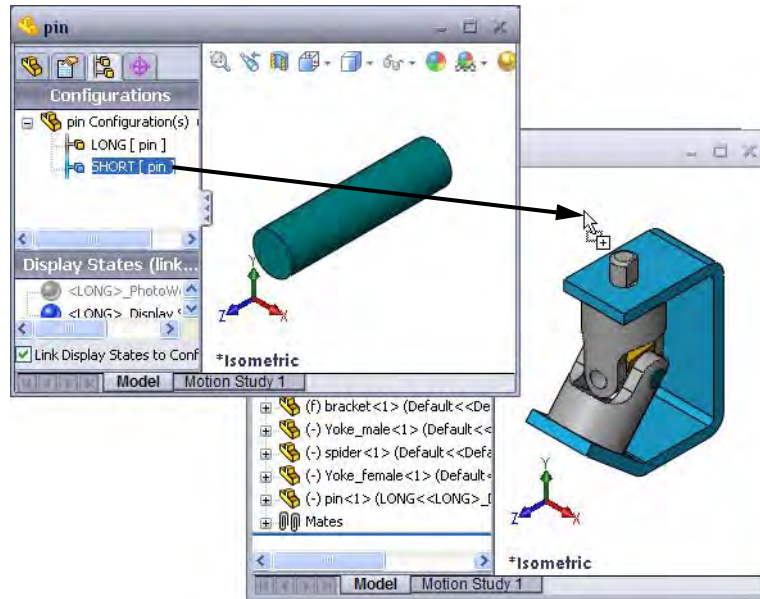 pin
Configurations
pin Configuration(s)
LONG [ pin ]
SHORT [ pin
Display States (link...
<LONG>_PhotoW
<LONG>_Display
Link Display States to Conf
Y
Z
X
*Isometric
Model
Motion Study 1
(f) bracket<1> (Default<<De
(-) Yoke_male<1> (Default<<
(-) spider<1> (Default<<Defa
(-) Yoke_female<1> (Default<
(-) pin<1> (LONG<<LONG>_
Mates
Y
Z
X
*Isometric
Model
Motion Study 1